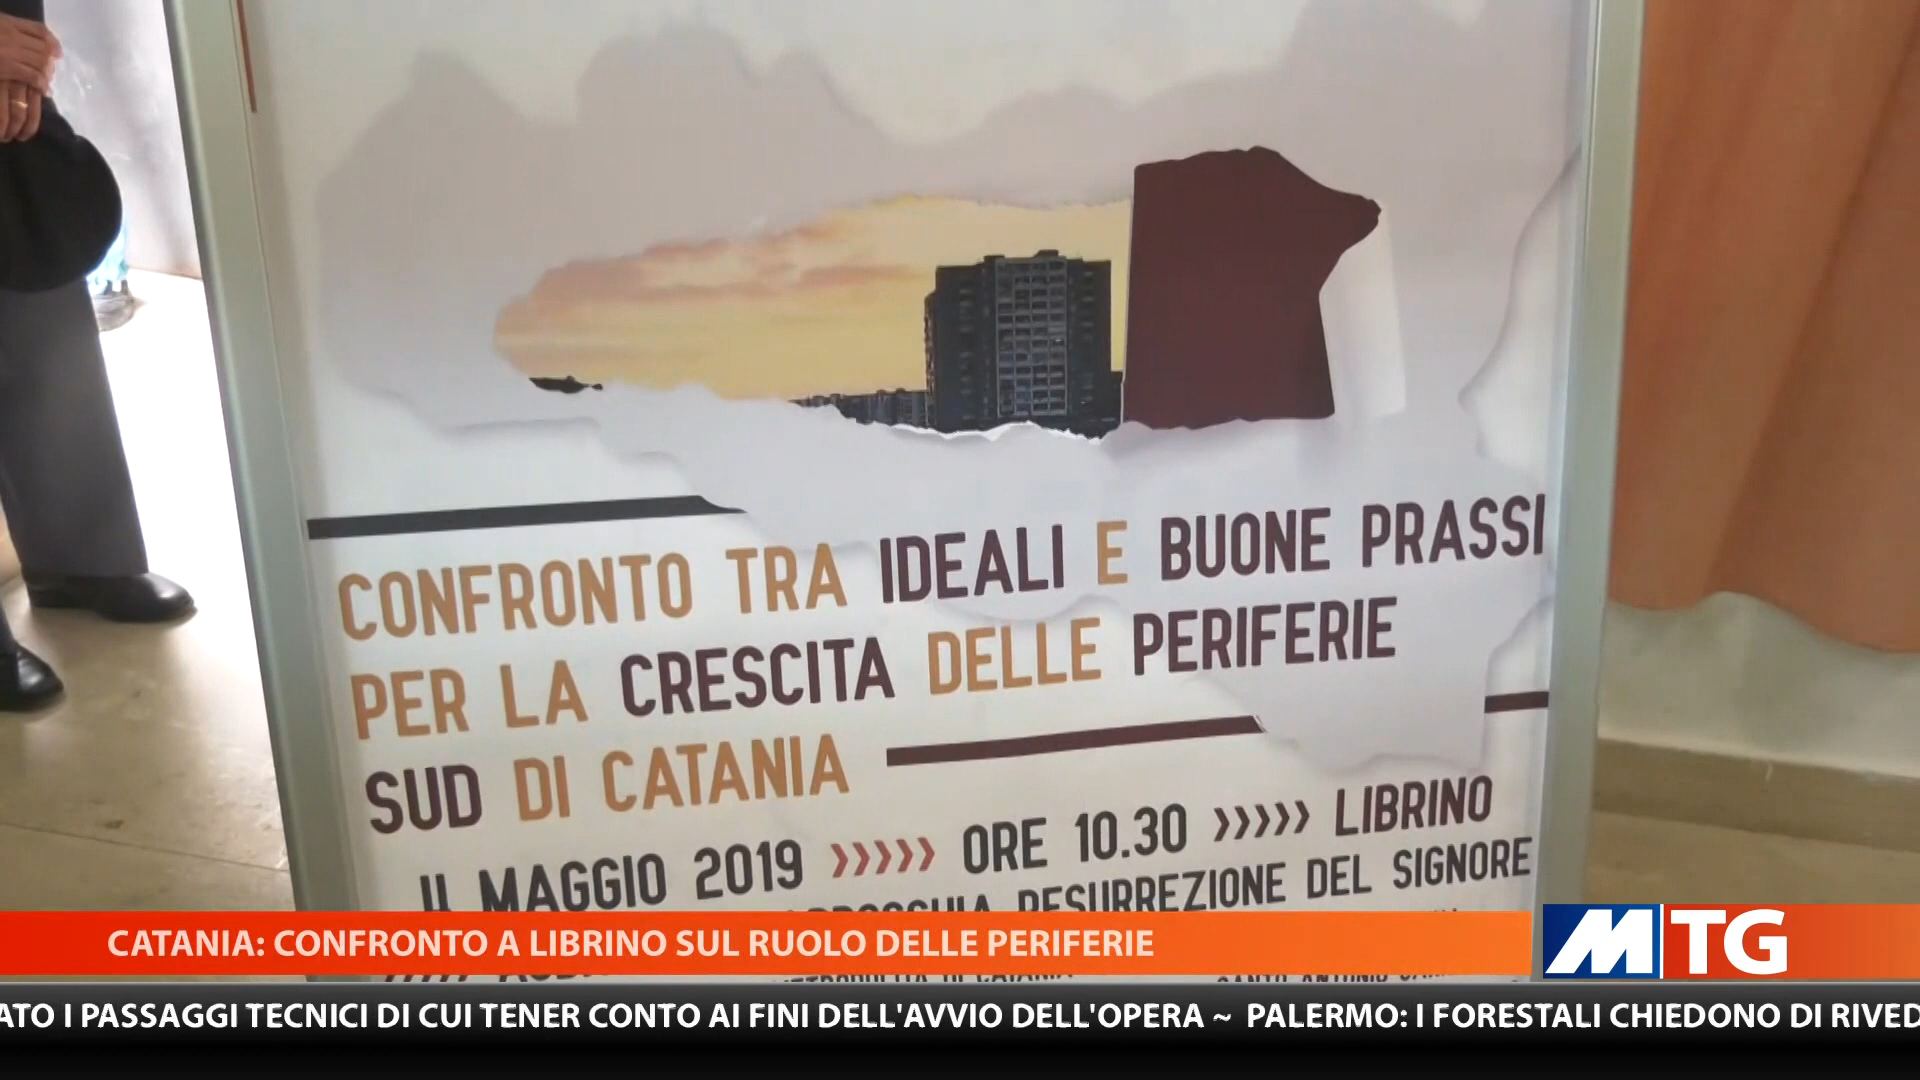 CONFRONTO TRA IDEALI E BUONE PRASSI
PER LA CRESCITA DELLE PERIFERIE
SUD DI CATANIA
11 MAGGIO 2019 >>>>> ORE 10.30 >>>>> LIBRINO
RESURREZIONE DEL SIGNORE
CATANIA: CONFRONTO A LIBRINO SUL RUOLO DELLE PERIFERIE
MTG
ATO I PASSAGGI TECNICI DI CUI TENER CONTO AI FINI DELL'AVVIO DELL'OPERA ~ PALERMO: I FORESTALI CHIEDONO DI RIVED